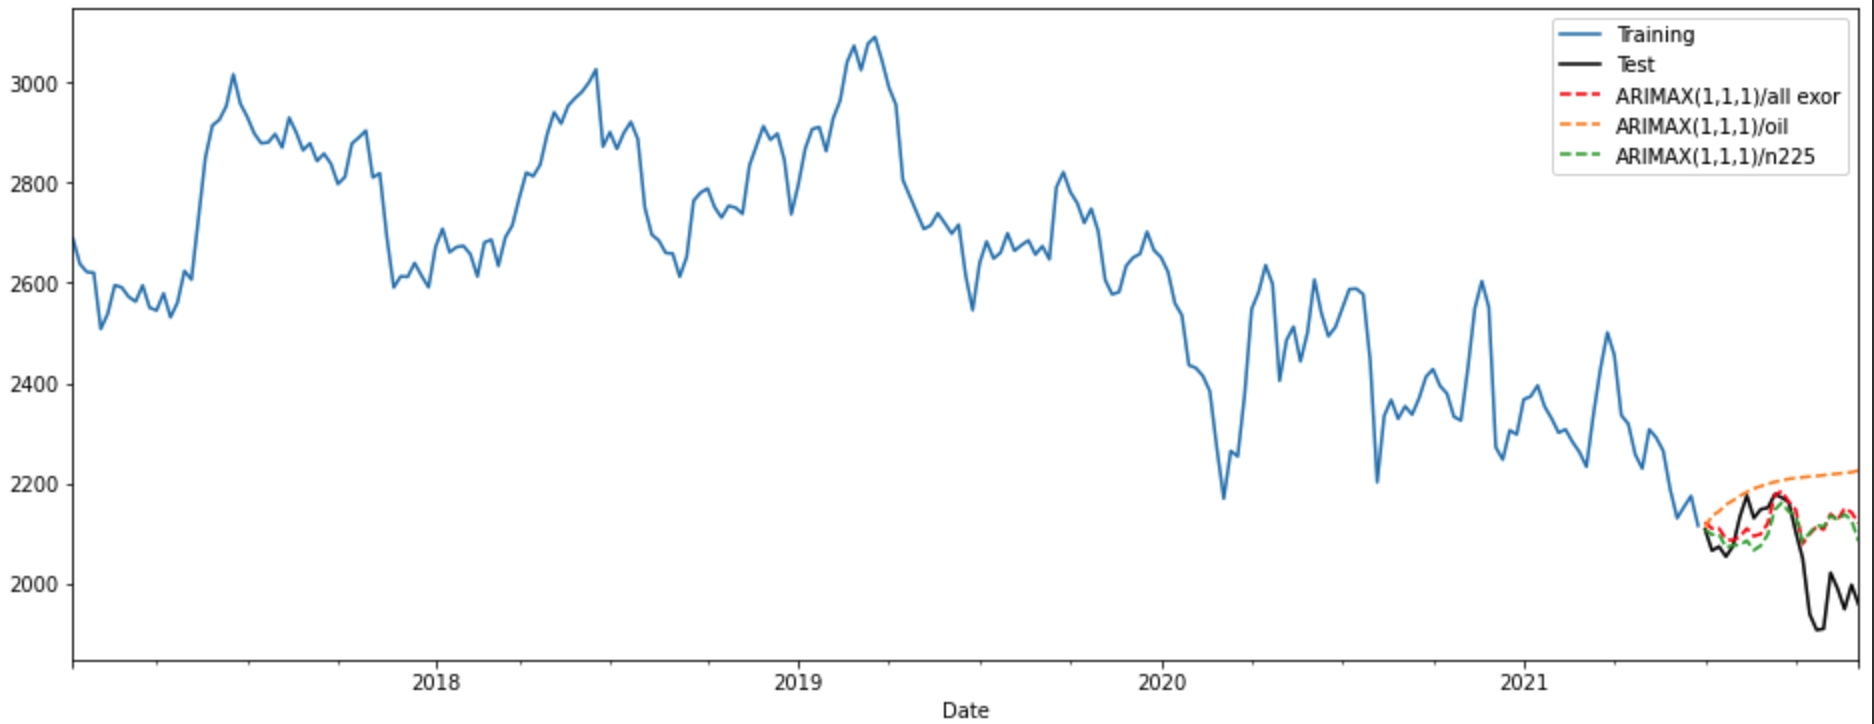 3000
2800
2600
2400
2200
2000
2018
2019
2020
2021
Date
Training
Test
ARIMAX(1,1,1)/all exor
ARIMAX(1,1,1)/oil
ARIMAX(1,1,1)/n225